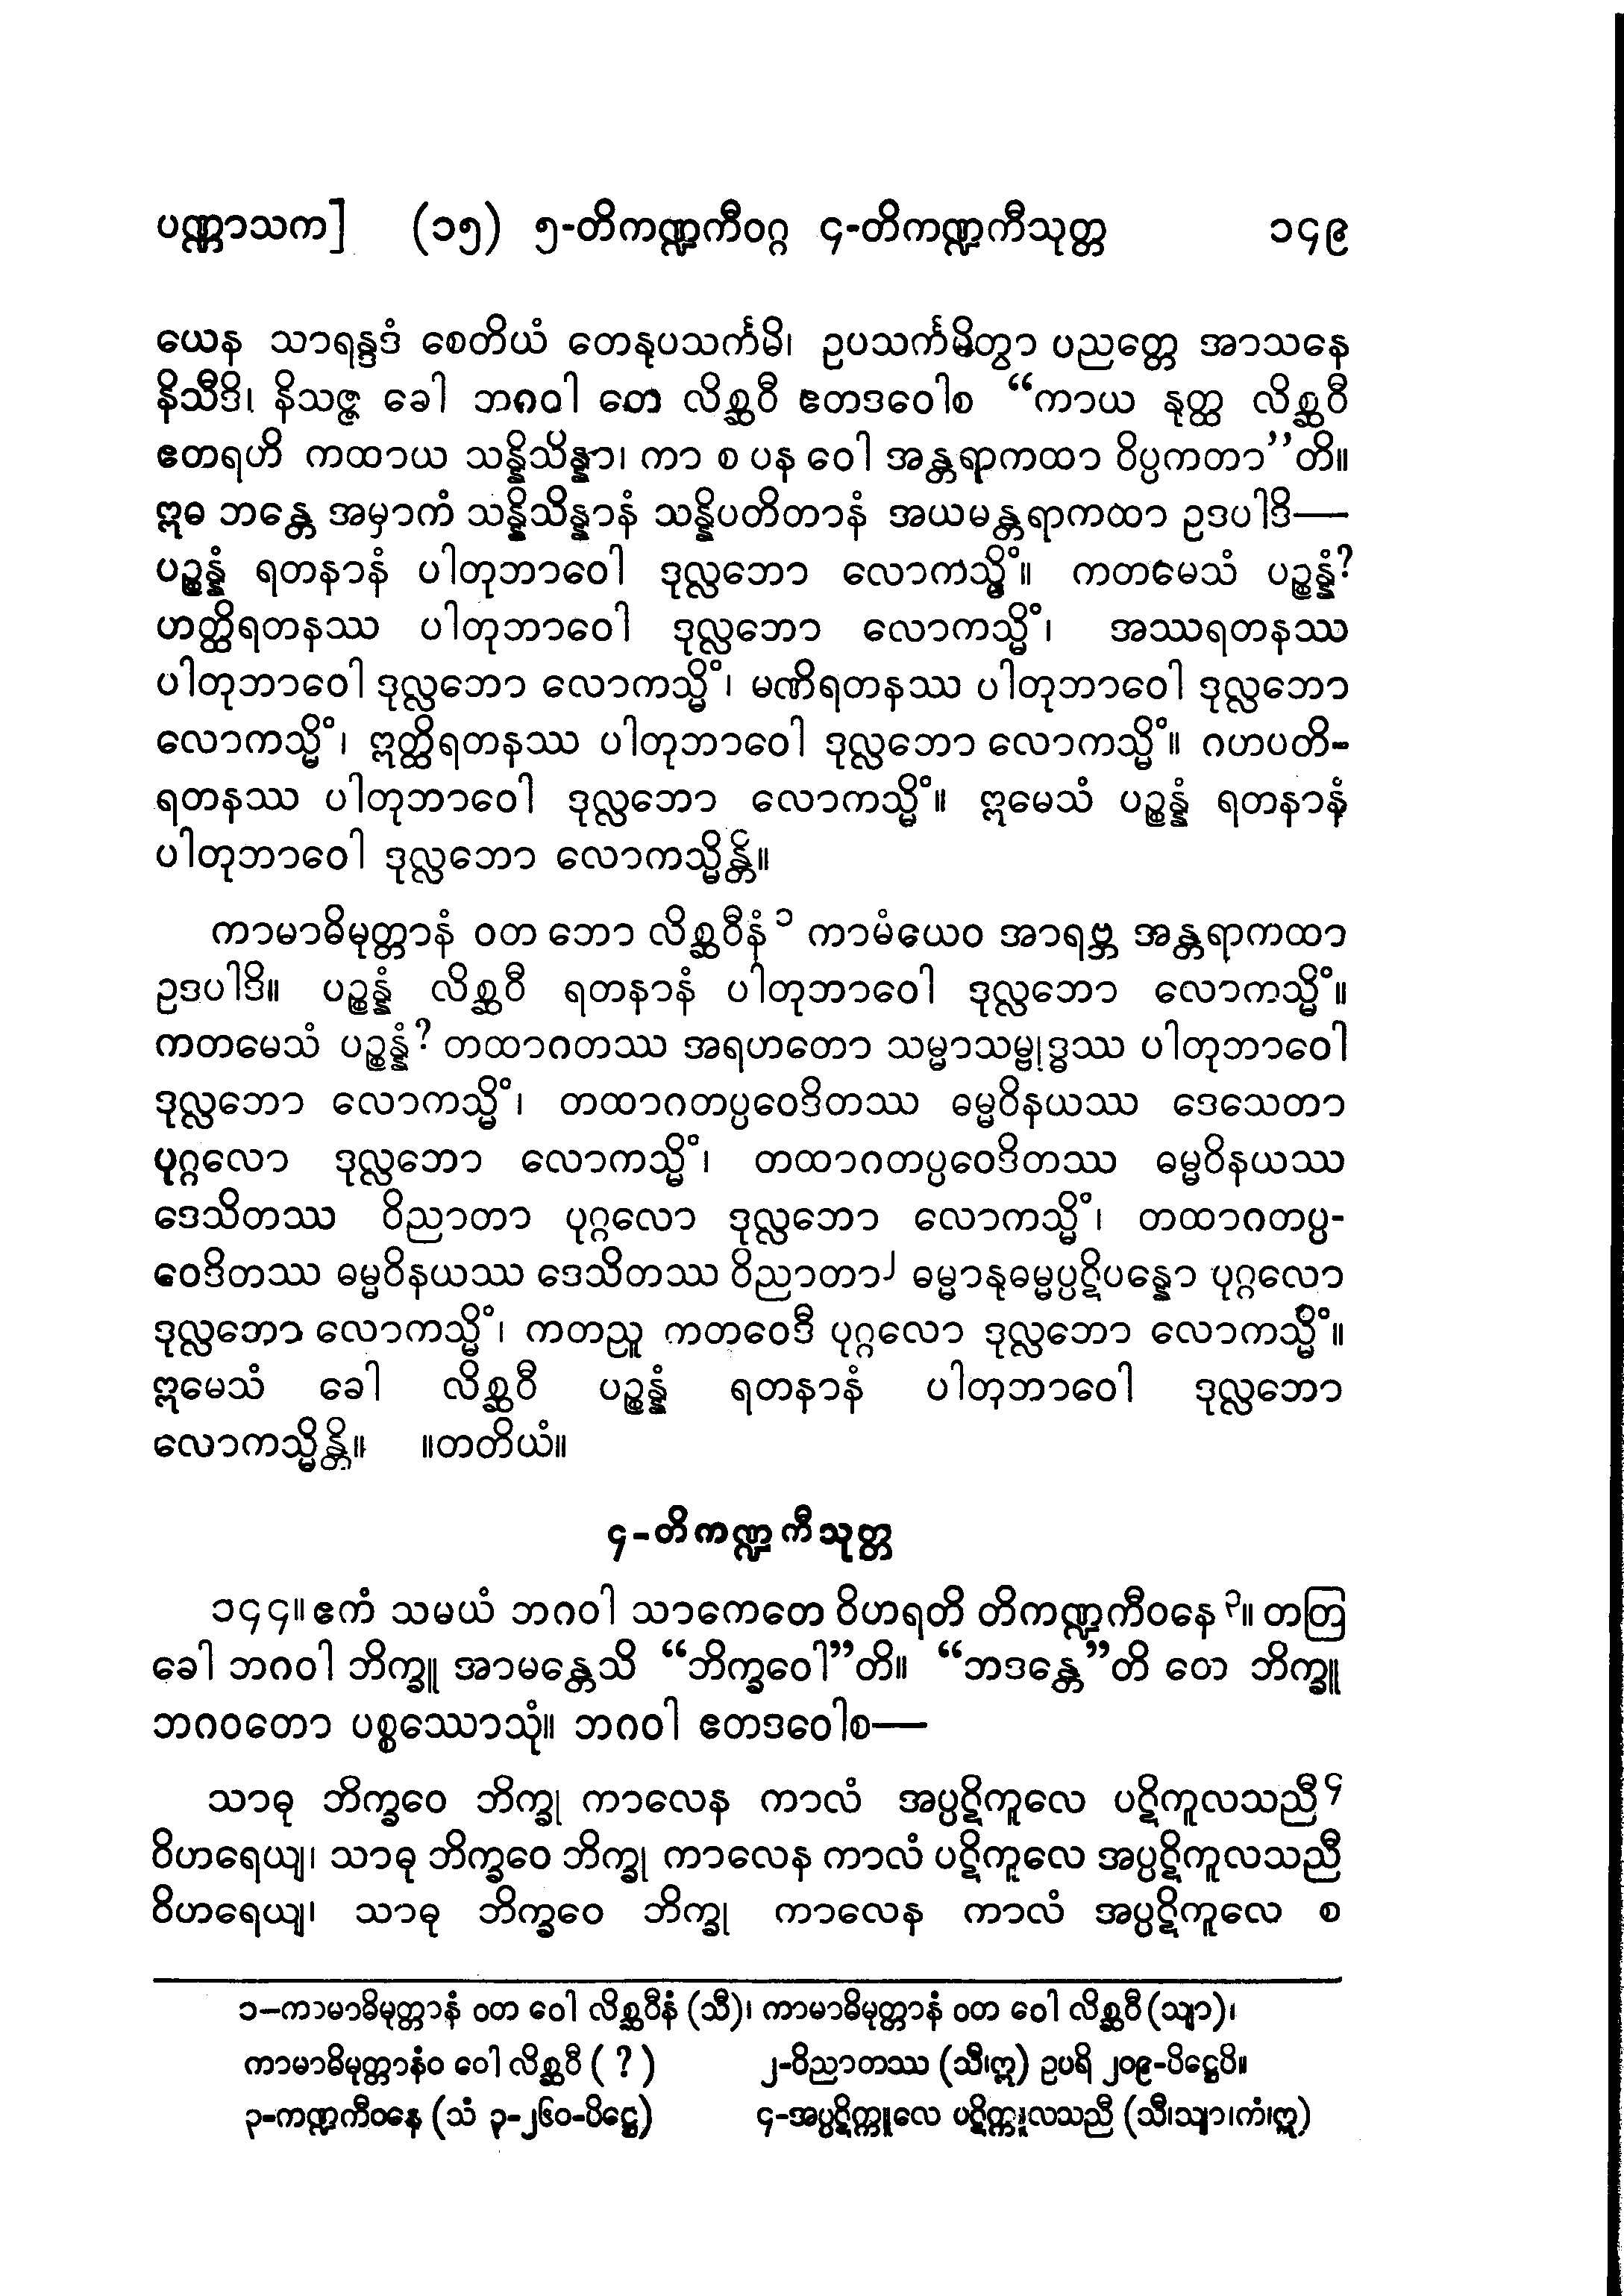 ပဏ္ဏာသက] (၁၅) ၅-တိကဏ္ဍကီဝဂ္ဂ ၄-တိကဏ္ဍကီသုတ္တ ၁၄၉
ယေန သာရန္ဒဒံ စေတိယံ တေနုပသင်္ကမိ၊ ဥပသင်္ကမိတွာ ပညတ္တေ အာသနေ
နိသီဒိ၊ နိသဇ္ဇ ခေါ ဘဂဝါ တေ လိစ္ဆဝီ ဧတဒဝေါစ “ကာယ နုတ္ထ လိစ္ဆဝီ
ဧတရဟိ ကထာယ သန္နိသိန္နာ၊ ကာ စ ပန ဝေါ အန္တရာကထာ ဝိပ္ပကတာ”တိ။
ဣဓ ဘန္တေ အမှာကံ သန္နိသိန္နာနံ သန္နိပတိတာနံ အယမန္တရာကထာ ဥဒပါဒိ—
ပဉ္စန္နံ ရတနာနံ ပါတုဘာဝေါ ဒုလ္လဘော လောကသ္မိံ။ ကတမေသံ ပဉ္စန္နံ?
ဟတ္ထိရတနဿ ပါတုဘာဝေါ ဒုလ္လဘော လောကသ္မိံ၊ အဿရတနဿ
ပါတုဘာဝေါ ဒုလ္လဘော လောကသ္မိံ၊ မဏိရတနဿ ပါတုဘာဝေါ ဒုလ္လဘော
လောကသ္မိံ၊ ဣတ္ထိရတနဿ ပါတုဘာဝေါ ဒုလ္လဘော လောကသ္မိံ။ ဂဟပတိ-
ရတနဿ ပါတုဘာဝေါ ဒုလ္လဘော လောကသ္မိံ။ ဣမေသံ ပဉ္စန္နံ ရတနာနံ
ပါတုဘာဝေါ ဒုလ္လဘော လောကသ္မိန္တိ။
ကာမာဓိမုတ္တာနံ ဝတ ဘော လိစ္ဆဝီနံ ၁ ကာမံယေဝ အာရဗ္ဘ အန္တရာကထာ
ဥဒပါဒိ။ ပဉ္စန္နံ လိစ္ဆဝီ ရတနာနံ ပါတုဘာဝေါ ဒုလ္လဘော လောကသ္မိံ။
ကတမေသံ ပဉ္စန္နံ? တထာဂတဿ အရဟတော သမ္မာသမ္ဗုဒ္ဓဿ ပါတုဘာဝေါ
ဒုလ္လဘော လောကသ္မိံ၊ တထာဂတပ္ပဝေဒိတဿ ဓမ္မဝိနယဿ ဒေသေတာ
ပုဂ္ဂလော ဒုလ္လဘော လောကသ္မိံ၊ တထာဂတပ္ပဝေဒိတဿ ဓမ္မဝိနယဿ
ဒေသိတဿ ဝိညာတာ ပုဂ္ဂလော ဒုလ္လဘော လောကသ္မိံ၊ တထာဂတပ္ပ-
ဝေဒိတဿ ဓမ္မဝိနယဿ ဒေသိတဿ ဝိညာတာ၂ ဓမ္မာနုဓမ္မပ္ပဋိပန္နော ပုဂ္ဂလော
ဒုလ္လဘော လောကသ္မိံ၊ ကတညူ ကတဝေဒီ ပုဂ္ဂလော ဒုလ္လဘော လောကသ္မိံ။
ဣမေသံ ခေါ လိစ္ဆဝီ ပဉ္စန္နံ ရတနာနံ ပါတုဘာဝေါ ဒုလ္လဘော
လောကသ္မိန္တိ။ ။တတိယံ။
၄-တိကဏ္ဍကီသုတ္တ
၁၄၄။ ဧကံ သမယံ ဘဂဝါ သာကေတေ ဝိဟရတိ တိကဏ္ဍကီဝနေ ၃။ တတြ
ခေါ ဘဂဝါ ဘိက္ခူ အာမန္တေသိ “ဘိက္ခဝေါ”တိ။ “ဘဒန္တေ”တိ တေ ဘိက္ခူ
ဘဂဝတော ပစ္စဿောသုံ။ ဘဂဝါ ဧတဒဝေါစ—
သာဓု ဘိက္ခဝေ ဘိက္ခု ကာလေန ကာလံ အပ္ပဋိကူလေ ပဋိကူလသညီ ၄
ဝိဟရေယျ၊ သာဓု ဘိက္ခဝေ ဘိက္ခု ကာလေန ကာလံ ပဋိကူလေ အပ္ပဋိကူလသညီ
ဝိဟရေယျ၊ သာဓု ဘိက္ခဝေ ဘိက္ခု ကာလေန ကာလံ အပ္ပဋိကူလေ စ
၁–ကာမာဓိမုတ္တာနံ ဝတ ဝေါ လိစ္ဆဝီနံ (သီ)၊ ကာမာဓိမုတ္တာနံ ဝတ ဝေါ လိစ္ဆဝီ (သျာ)၊
ကာမာဓိမုတ္တာနံဝ ဝေါ လိစ္ဆဝီ ( ? ) ၂-ဝိညာတဿ (သီ၊ဣ) ဥပရိ ၂၀၉-ပိဋ္ဌေပိ။
၃-ကဏ္ဍကီဝနေ (သံ ၃-၂၆၀-ပိဋ္ဌေ) ၄-အပ္ပဋိက္ကူလေ ပဋိက္ကူလသညီ (သီ၊သျာ၊ကံ၊ဣ)